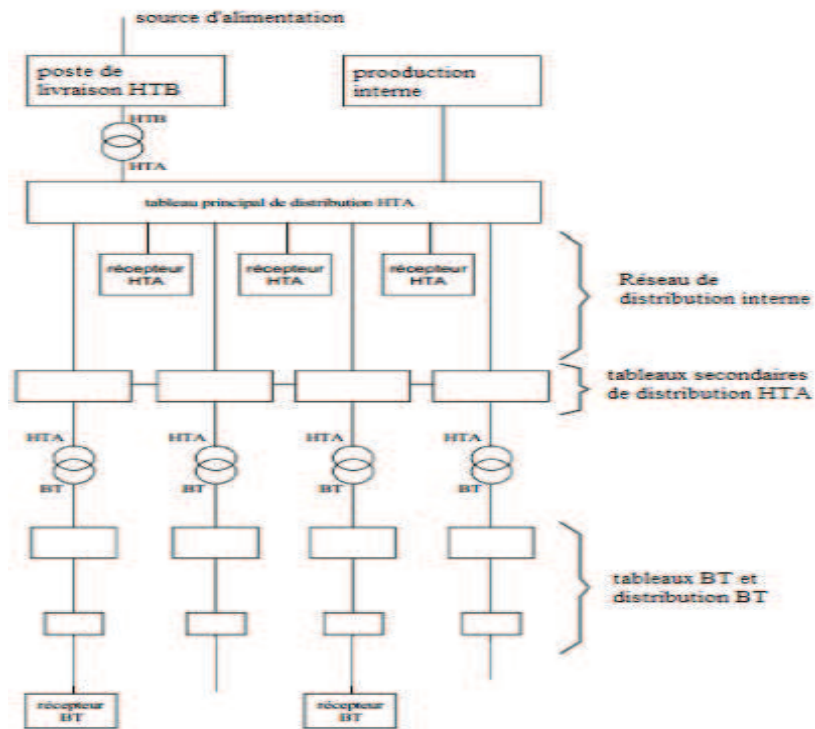 source d'alimentation
poste de
livraison HTB
prooduction
interne
HTB
HTA
tableau principal de distribution HTA
récepteur
HTA
récepteur
HTA
récepteur
HTA
Réseau de
distribution interne
tableaux secondaires
de distribution HTA
HTA
HTA
HTA
HTA
BT
BT
BT
BT
tableaux BT et
distribution BT
récepteur
BT
récepteur
BT